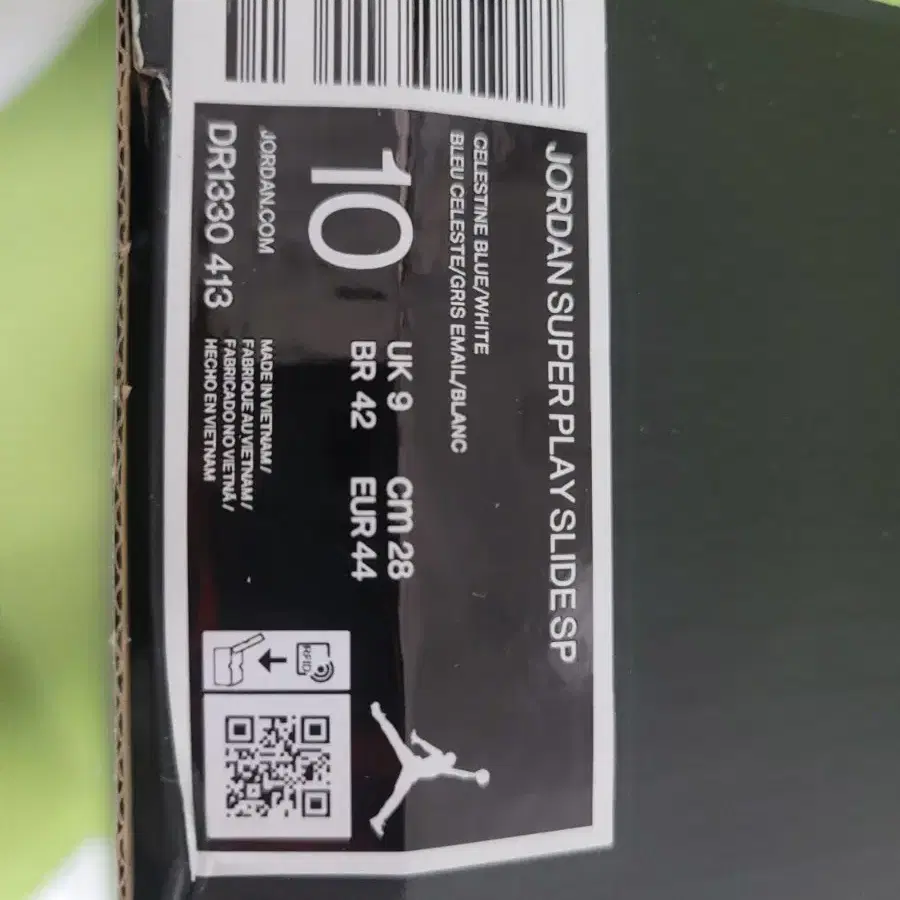 JORDAN SUPER PLAY SLIDE SP
CELESTINE BLUE/WHITE
BLEU CELESTE/GRIS EMAIL/BLANC
10
UK 9 cm 28
BR 42 EUR 44
JORDAN.COM
DR1330 413
MADE IN VIETNAM/
FABRIQUE AU VIETNAM/
FABRICADO NO VIETNÃ/
HECHO EN VIETNAM
RFID